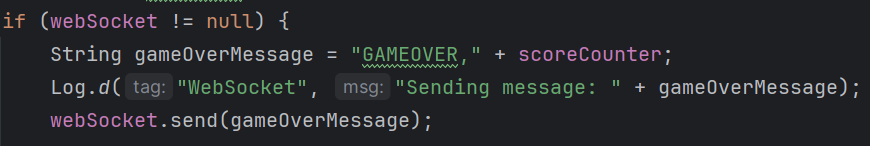 if (webSocket != null) {
    String gameOverMessage = "GAMEOVER," + scoreCounter;
    Log.d( tag: "WebSocket", msg: "Sending message: " + gameOverMessage);
    webSocket.send(gameOverMessage);